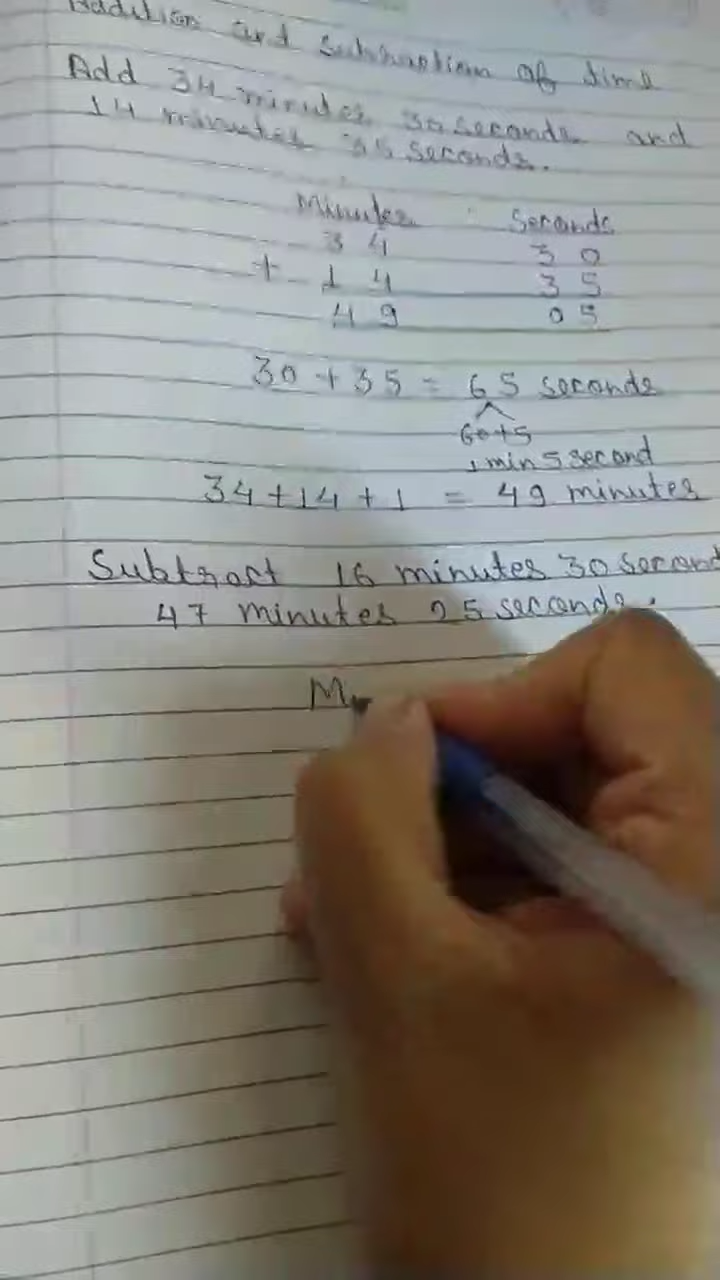 Addition and Subtraction of time
Add 34 minutes 30 seconds and
14 minutes 35 seconds.
Minutes Seconds
3 4 3 0
+ 1 4 3 5
4 9 0 5
30 + 35 = 65 seconds
60+5
1 min 5 second
34+14+1 = 49 minutes
Subtract 16 minutes 30 second
47 minutes 25 seconds.
M